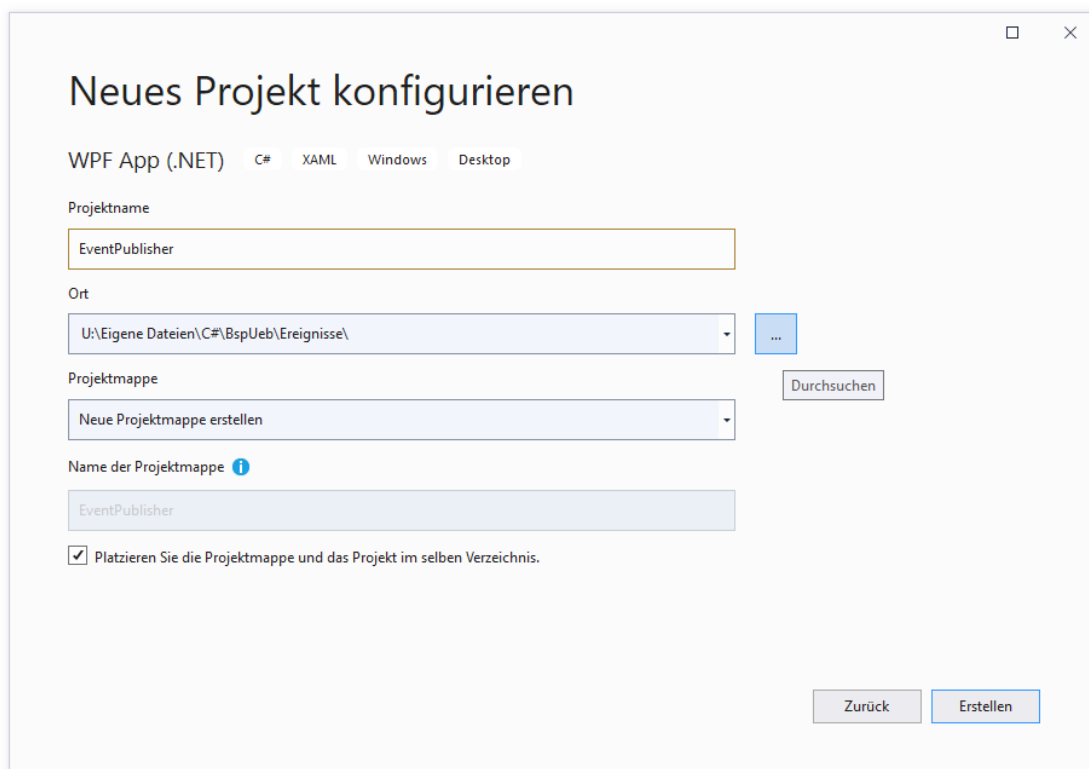 Neues Projekt konfigurieren
WPF App (.NET) C# XAML Windows Desktop
Projektname
EventPublisher
Ort
U:\Eigene Dateien\C#\BspUeb\Ereignisse\
...
Projektmappe
Durchsuchen
Neue Projektmappe erstellen
Name der Projektmappe
EventPublisher
Platzieren Sie die Projektmappe und das Projekt im selben Verzeichnis.
Zurück
Erstellen